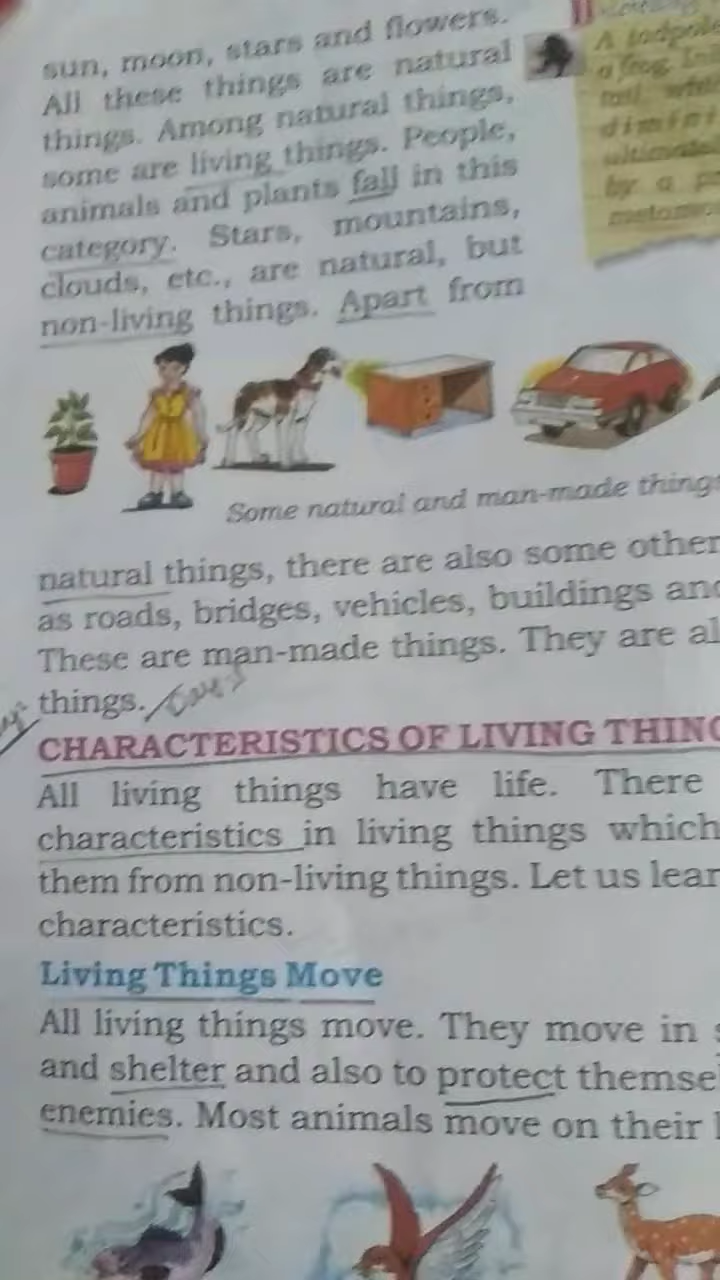 sun, moon, stars and flowers.
All these things are natural
things. Among natural things,
some are living things. People,
animals and plants fall in this
category. Stars, mountains,
clouds, etc., are natural, but
non-living things. Apart from
A tadpole
a frog.
by a
Some natural and man-made things
natural things, there are also some other
as roads, bridges, vehicles, buildings and
These are man-made things. They are al
things.
CHARACTERISTICS OF LIVING THING
All living things have life. There
characteristics in living things which
them from non-living things. Let us lear
characteristics.
Living Things Move
All living things move. They move in s
and shelter and also to protect themsel
enemies. Most animals move on their l